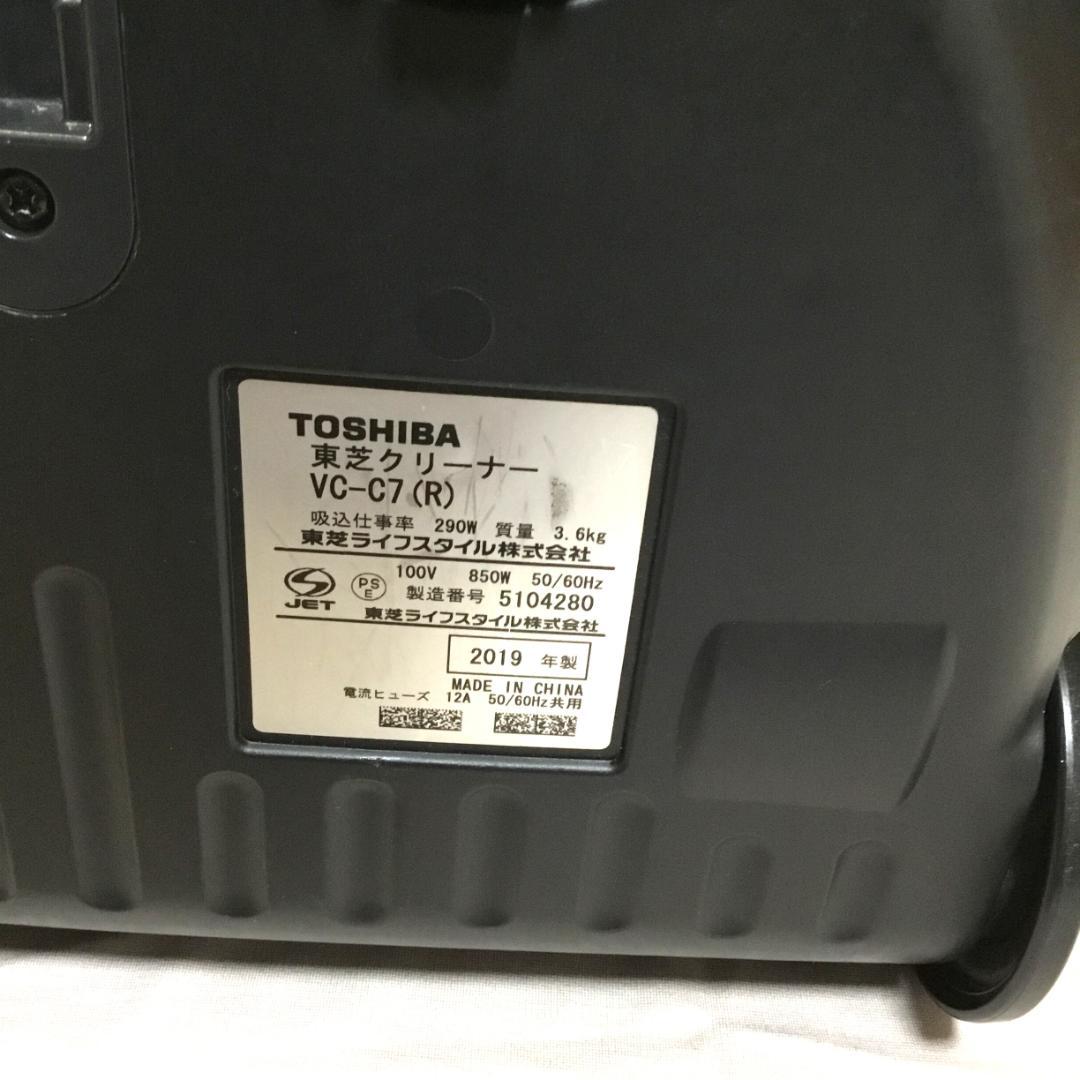 TOSHIBA
東芝クリーナー
VC-C7(R)
吸込仕事率 290W 質量 3.6kg
東芝ライフスタイル株式会社
100V 850W 50/60Hz
JET PSE 製造番号 5104280
東芝ライフスタイル株式会社
2019 年製
MADE IN CHINA
電流ヒューズ 12A 50/60Hz共用